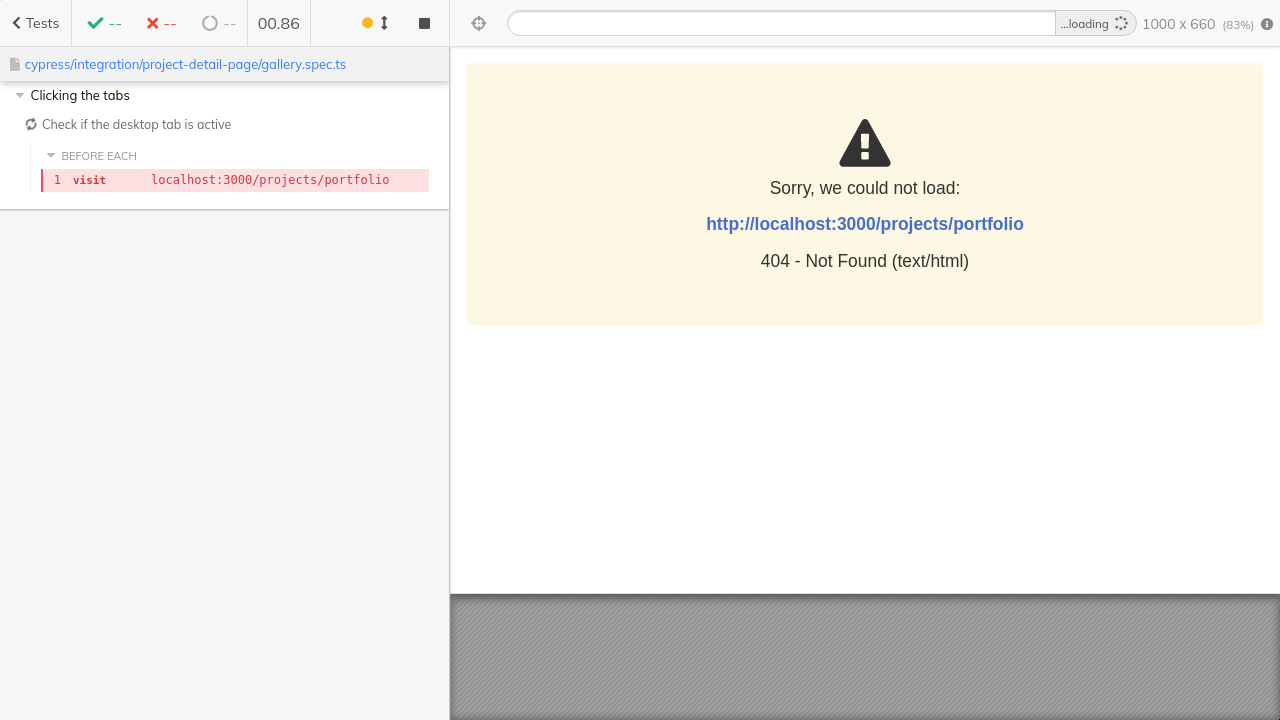 Tests
--
--
--
00.86
...loading
1000 x 660 (83%)
cypress/integration/project-detail-page/gallery.spec.ts
Clicking the tabs
Check if the desktop tab is active
BEFORE EACH
1 visit localhost:3000/projects/portfolio
Sorry, we could not load:
http://localhost:3000/projects/portfolio
404 - Not Found (text/html)